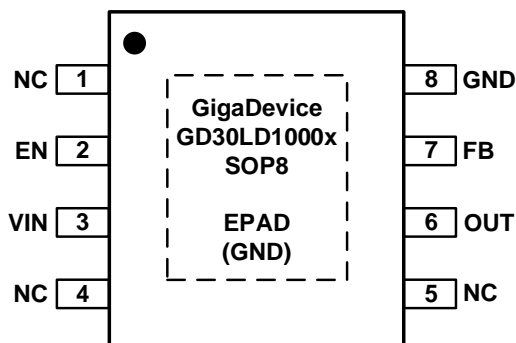 NC 1
EN 2
VIN 3
NC 4
GigaDevice
GD30LD1000x
SOP8
EPAD
(GND)
8 GND
7 FB
6 OUT
5 NC